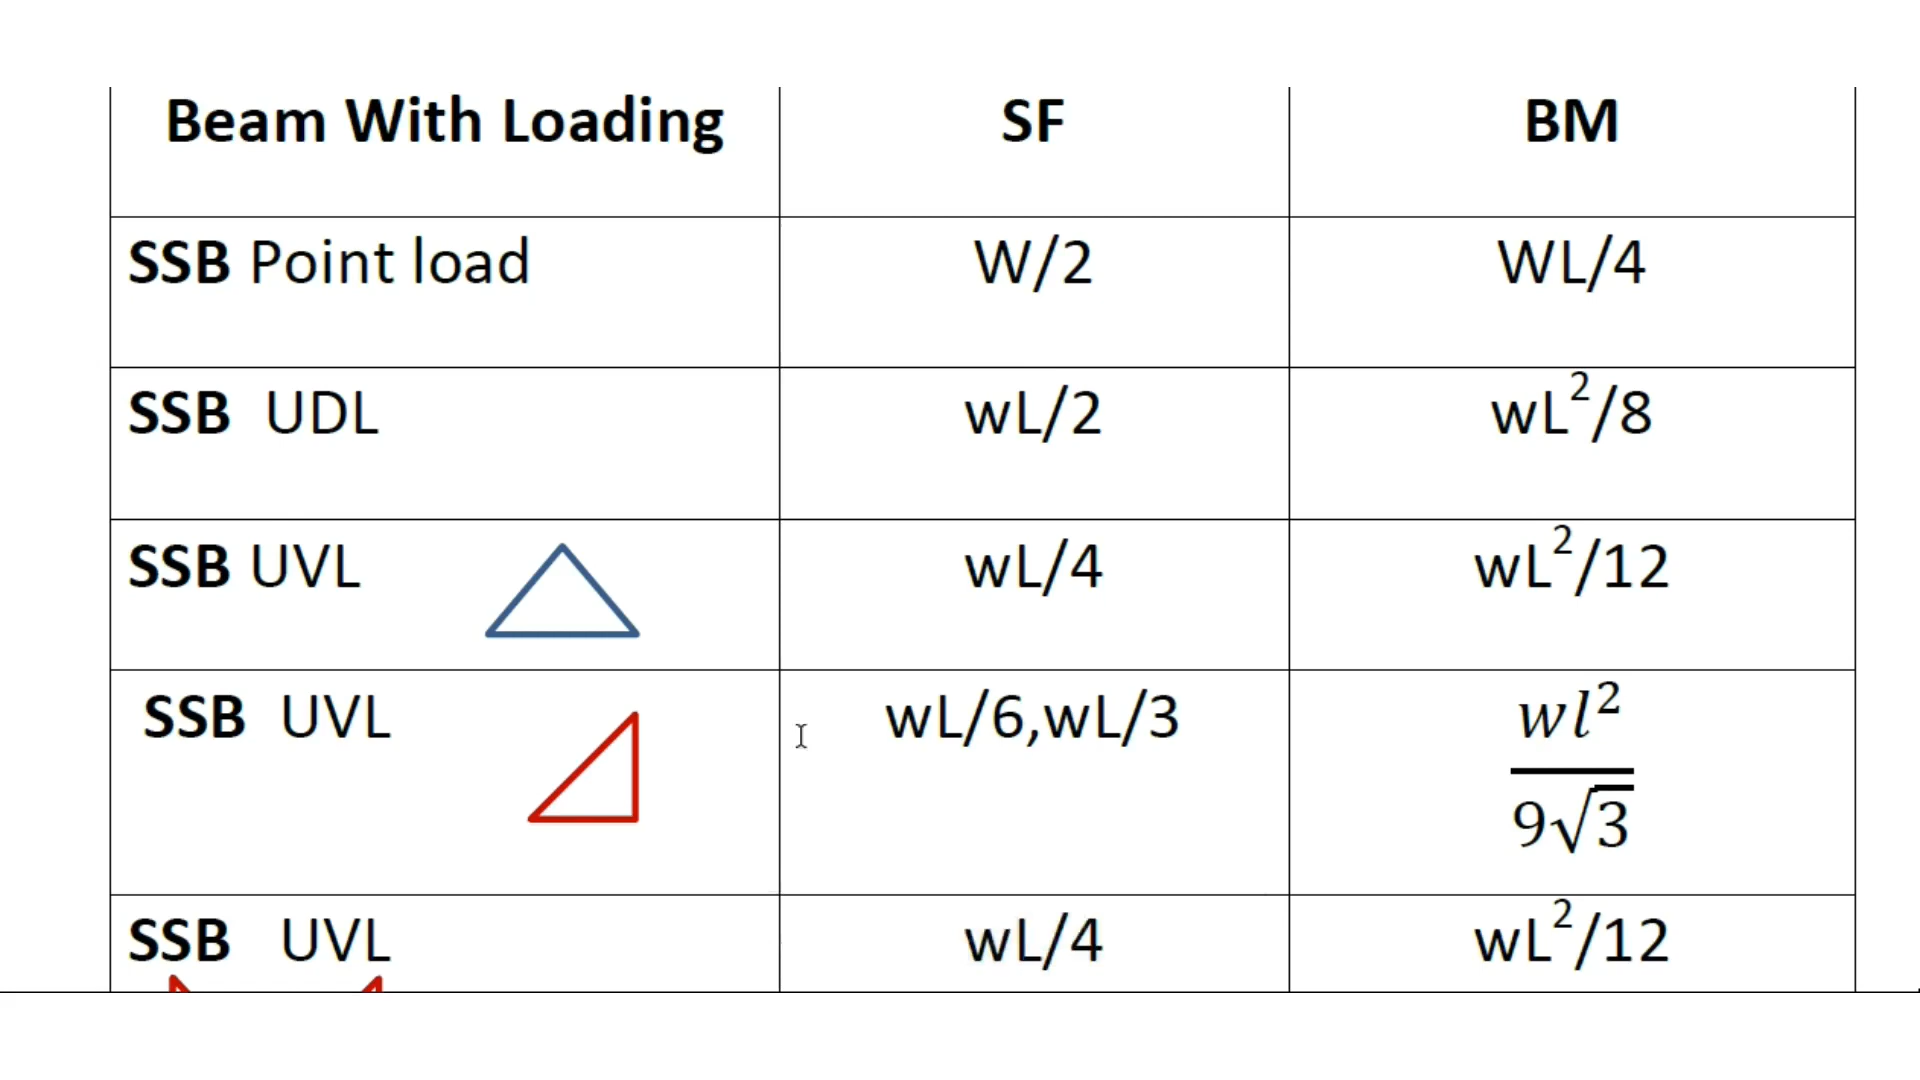 Beam With Loading SF BM
SSB Point load W/2 WL/4
SSB UDL wL/2 wL²/8
SSB UVL wL/4 wL²/12
SSB UVL wL/6,wL/3 wl²/9√3
SSB UVL wL/4 wL²/12